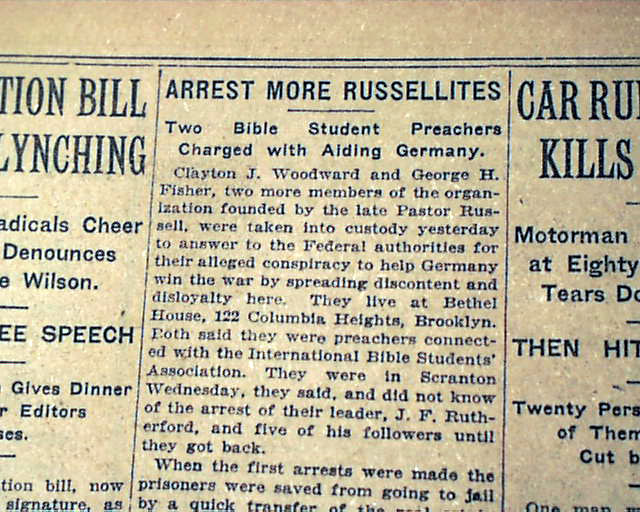 TION BILL
LYNCHING
adicals Cheer
Denounces
e Wilson.
EE SPEECH
Gives Dinner
r Editors
ses.
tion bill, now
signature, as
ARREST MORE RUSSELLITES
Two Bible Student Preachers
Charged with Aiding Germany.
Clayton J. Woodward and George H.
Fisher, two more members of the organ-
ization founded by the late Pastor Rus-
sell, were taken into custody yesterday
to answer to the Federal authorities for
their alleged conspiracy to help Germany
win the war by spreading discontent and
disloyalty here. They live at Bethel
House, 122 Columbia Heights, Brooklyn.
Both said they were preachers connect-
ed with the International Bible Students'
Association. They were in Scranton
Wednesday, they said, and did not know
of the arrest of their leader, J. F. Ruth-
erford, and five of his followers until
they got back.
When the first arrests were made the
prisoners were saved from going to jail
by a quick transfer of the
CAR RU
KILLS
Motorman
at Eighty
Tears Do
THEN HIT
Twenty Pers
of Them
Cut b
One man w